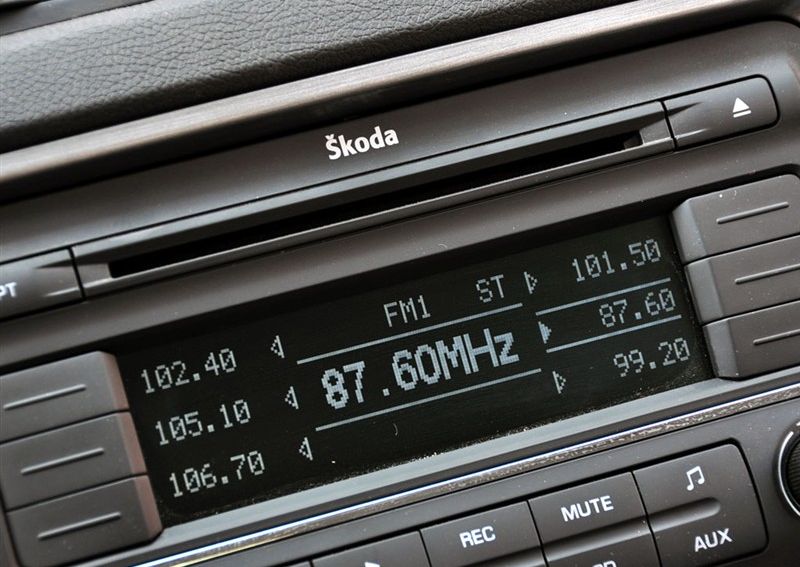 Škoda
PT
FM1 ST
102.40
105.10
106.70
87.60MHz
101.50
87.60
99.20
REC
MUTE
AUX